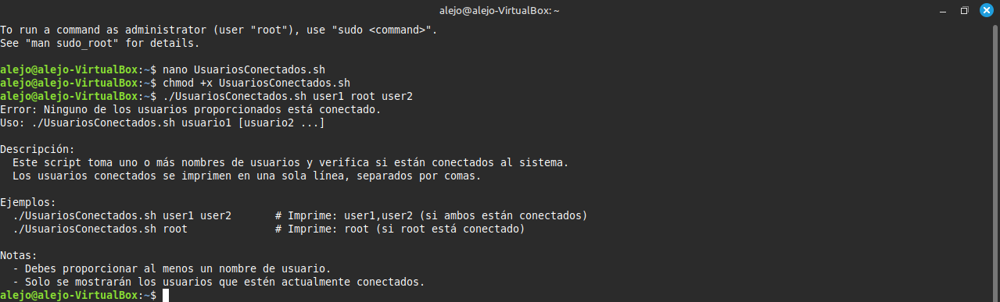 alejo@alejo-VirtualBox: ~
To run a command as administrator (user "root"), use "sudo <command>".
See "man sudo_root" for details.
alejo@alejo-VirtualBox:~$ nano UsuariosConectados.sh
alejo@alejo-VirtualBox:~$ chmod +x UsuariosConectados.sh
alejo@alejo-VirtualBox:~$ ./UsuariosConectados.sh user1 root user2
Error: Ninguno de los usuarios proporcionados está conectado.
Uso: ./UsuariosConectados.sh usuario1 [usuario2 ...]
Descripción:
  Este script toma uno o más nombres de usuarios y verifica si están conectados al sistema.
  Los usuarios conectados se imprimen en una sola línea, separados por comas.
Ejemplos:
  ./UsuariosConectados.sh user1 user2       # Imprime: user1,user2 (si ambos están conectados)
  ./UsuariosConectados.sh root              # Imprime: root (si root está conectado)
Notas:
  - Debes proporcionar al menos un nombre de usuario.
  - Solo se mostrarán los usuarios que estén actualmente conectados.
alejo@alejo-VirtualBox:~$